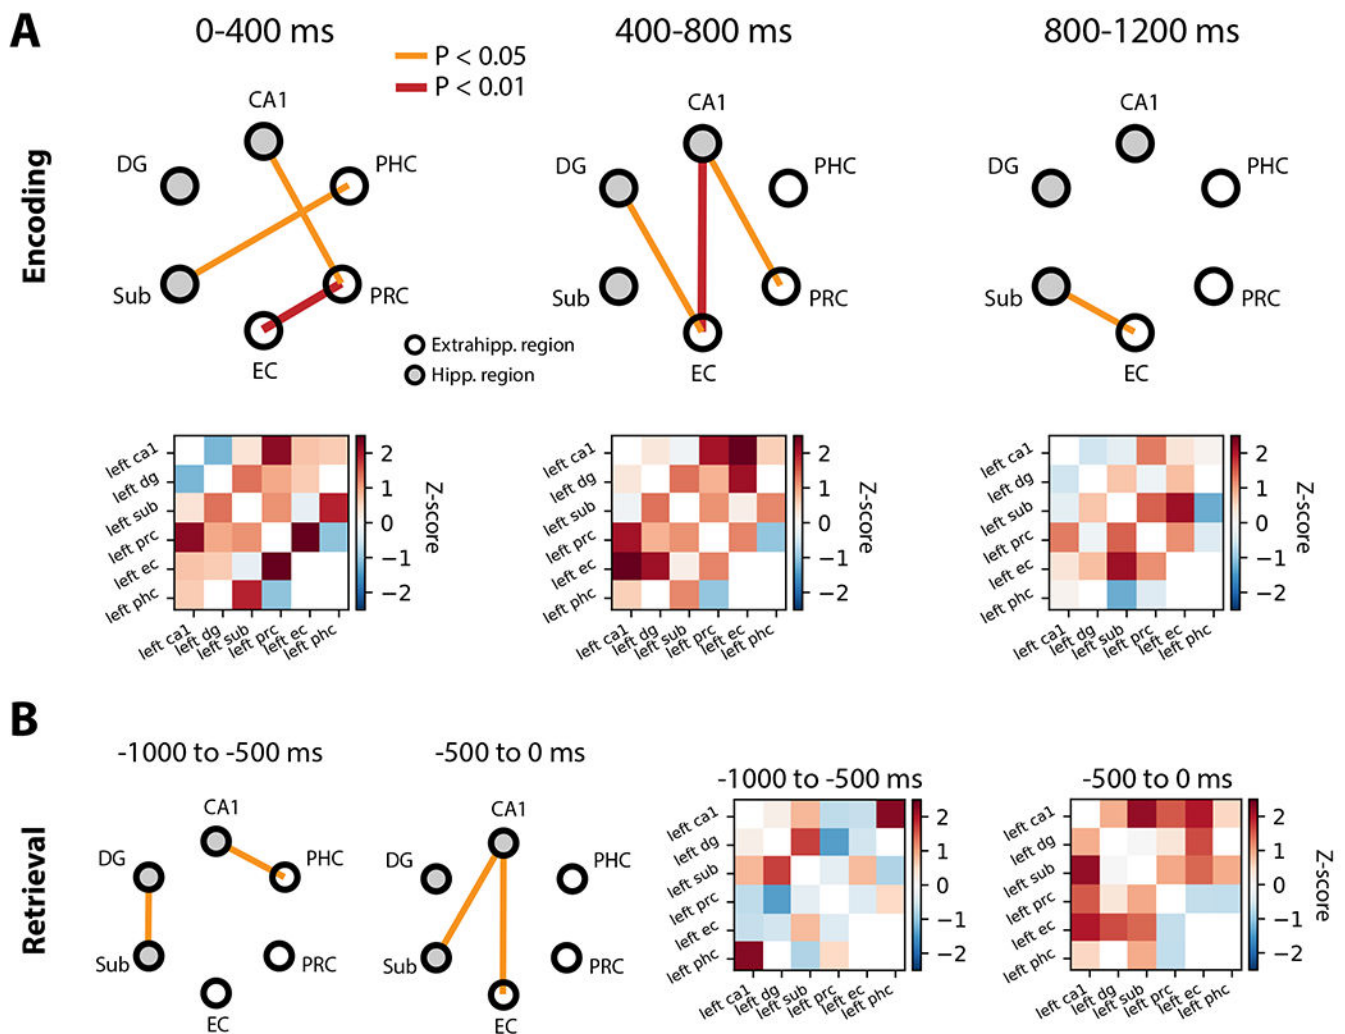 A
0-400 ms
400-800 ms
800-1200 ms
P < 0.05
P < 0.01
Encoding
CA1
DG
PHC
Sub
PRC
EC
CA1
DG
PHC
Sub
PRC
EC
CA1
DG
PHC
Sub
PRC
EC
Extrahipp. region
Hipp. region
left ca1
left dg
left sub
left prc
left ec
left phc
left ca1
left dg
left sub
left prc
left ec
left phc
2
1
0
−1
−2
Z-score
left ca1
left dg
left sub
left prc
left ec
left phc
left ca1
left dg
left sub
left prc
left ec
left phc
2
1
0
−1
−2
Z-score
left ca1
left dg
left sub
left prc
left ec
left phc
left ca1
left dg
left sub
left prc
left ec
left phc
2
1
0
−1
−2
Z-score
B
Retrieval
-1000 to -500 ms
CA1
DG
PHC
Sub
PRC
EC
-500 to 0 ms
CA1
DG
PHC
Sub
PRC
EC
-1000 to -500 ms
left ca1
left dg
left sub
left prc
left ec
left phc
left ca1
left dg
left sub
left prc
left ec
left phc
2
1
0
−1
−2
-500 to 0 ms
left ca1
left dg
left sub
left prc
left ec
left phc
left ca1
left dg
left sub
left prc
left ec
left phc
2
1
0
−1
−2
Z-score